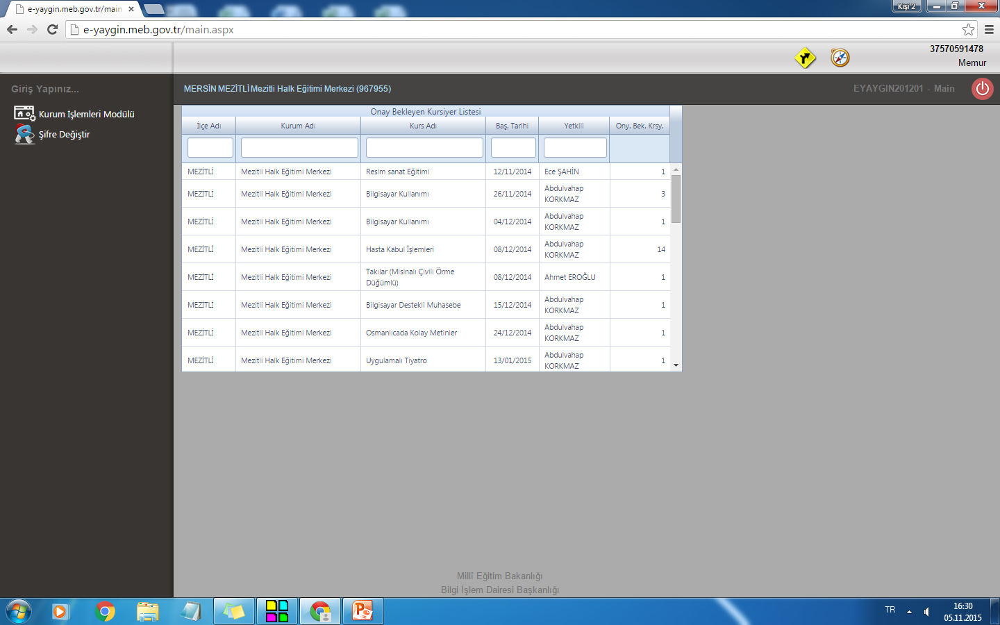 e-yaygin.meb.gov.tr/main
Kişi 2
e-yaygin.meb.gov.tr/main.aspx
37570591478
Memur
Giriş Yapınız...
MERSİN MEZİTLİ Mezitli Halk Eğitimi Merkezi (967955)
EYAYGIN201201 - Main
Kurum İşlemleri Modülü
Şifre Değiştir
Onay Bekleyen Kursiyer Listesi
İlçe Adı Kurum Adı Kurs Adı Baş. Tarihi Yetkili Ony. Bek. Krsy.
MEZİTLİ Mezitli Halk Eğitimi Merkezi Resim sanat Eğitimi 12/11/2014 Ece ŞAHİN 1
MEZİTLİ Mezitli Halk Eğitimi Merkezi Bilgisayar Kullanımı 26/11/2014 Abdulvahap KORKMAZ 3
MEZİTLİ Mezitli Halk Eğitimi Merkezi Bilgisayar Kullanımı 04/12/2014 Abdulvahap KORKMAZ 1
MEZİTLİ Mezitli Halk Eğitimi Merkezi Hasta Kabul İşlemleri 08/12/2014 Abdulvahap KORKMAZ 14
MEZİTLİ Mezitli Halk Eğitimi Merkezi Takılar (Misinalı Çivili Örme Düğümlü) 08/12/2014 Ahmet EROĞLU 1
MEZİTLİ Mezitli Halk Eğitimi Merkezi Bilgisayar Destekli Muhasebe 15/12/2014 Abdulvahap KORKMAZ 1
MEZİTLİ Mezitli Halk Eğitimi Merkezi Osmanlıcada Kolay Metinler 24/12/2014 Abdulvahap KORKMAZ 1
MEZİTLİ Mezitli Halk Eğitimi Merkezi Uygulamalı Tiyatro 13/01/2015 Abdulvahap KORKMAZ 1
Millî Eğitim Bakanlığı
Bilgi İşlem Dairesi Başkanlığı
TR
16:30
05.11.2015